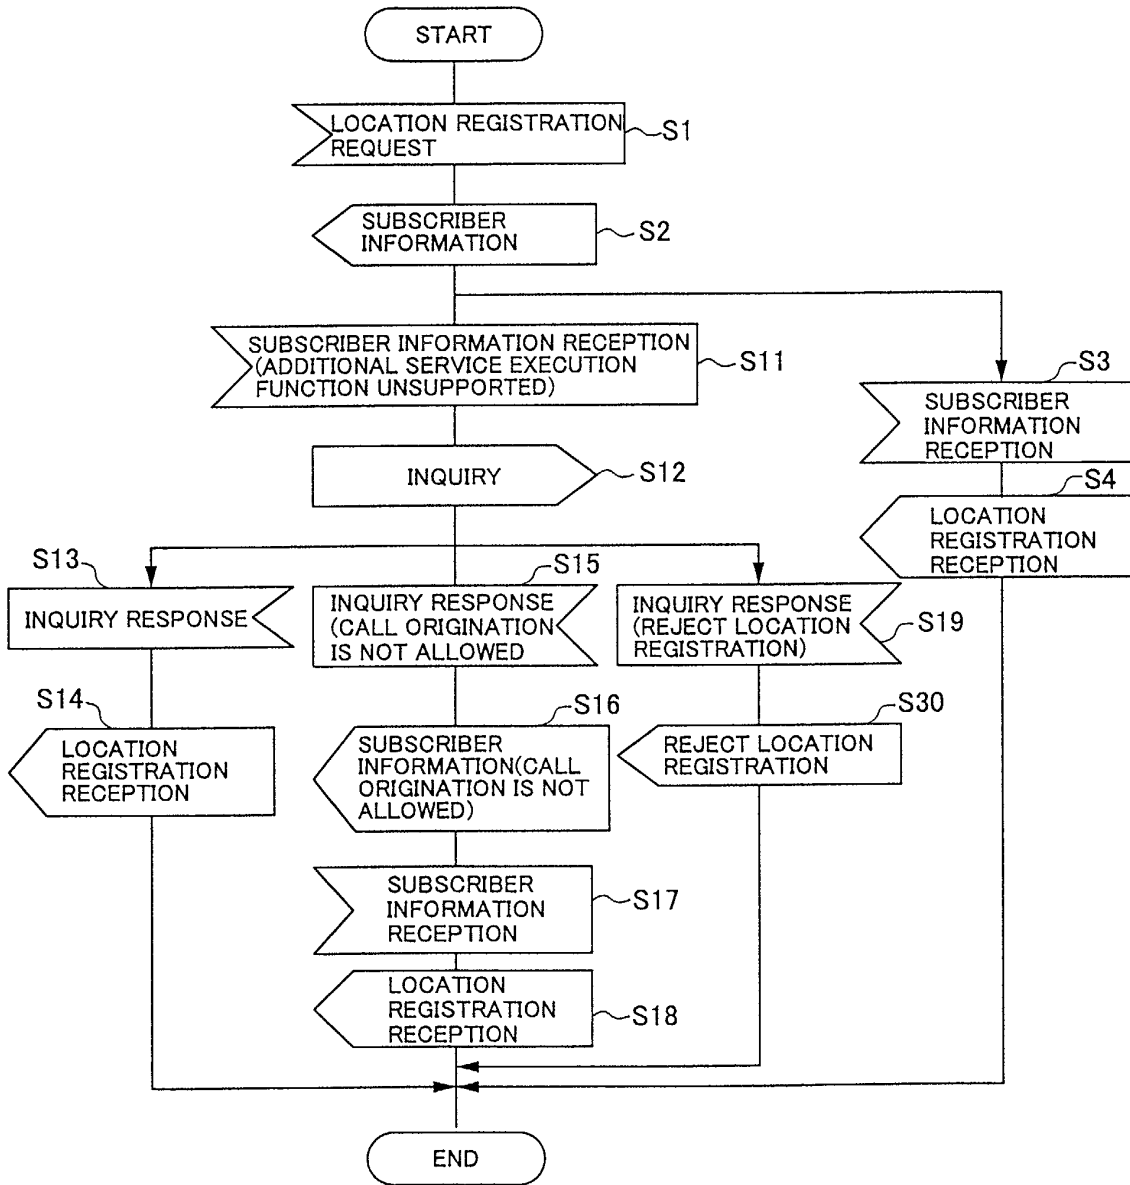 START
LOCATION REGISTRATION
REQUEST
S1
SUBSCRIBER
INFORMATION
S2
SUBSCRIBER INFORMATION RECEPTION
(ADDITIONAL SERVICE EXECUTION
FUNCTION UNSUPPORTED)
S11
S3
SUBSCRIBER
INFORMATION
RECEPTION
INQUIRY
S12
S4
LOCATION
REGISTRATION
RECEPTION
S13
INQUIRY RESPONSE
S15
INQUIRY RESPONSE
(CALL ORIGINATION
IS NOT ALLOWED
INQUIRY RESPONSE
(REJECT LOCATION
REGISTRATION)
S19
S14
LOCATION
REGISTRATION
RECEPTION
S16
SUBSCRIBER
INFORMATION(CALL
ORIGINATION IS NOT
ALLOWED)
S30
REJECT LOCATION
REGISTRATION
SUBSCRIBER
INFORMATION
RECEPTION
S17
LOCATION
REGISTRATION
RECEPTION
S18
END